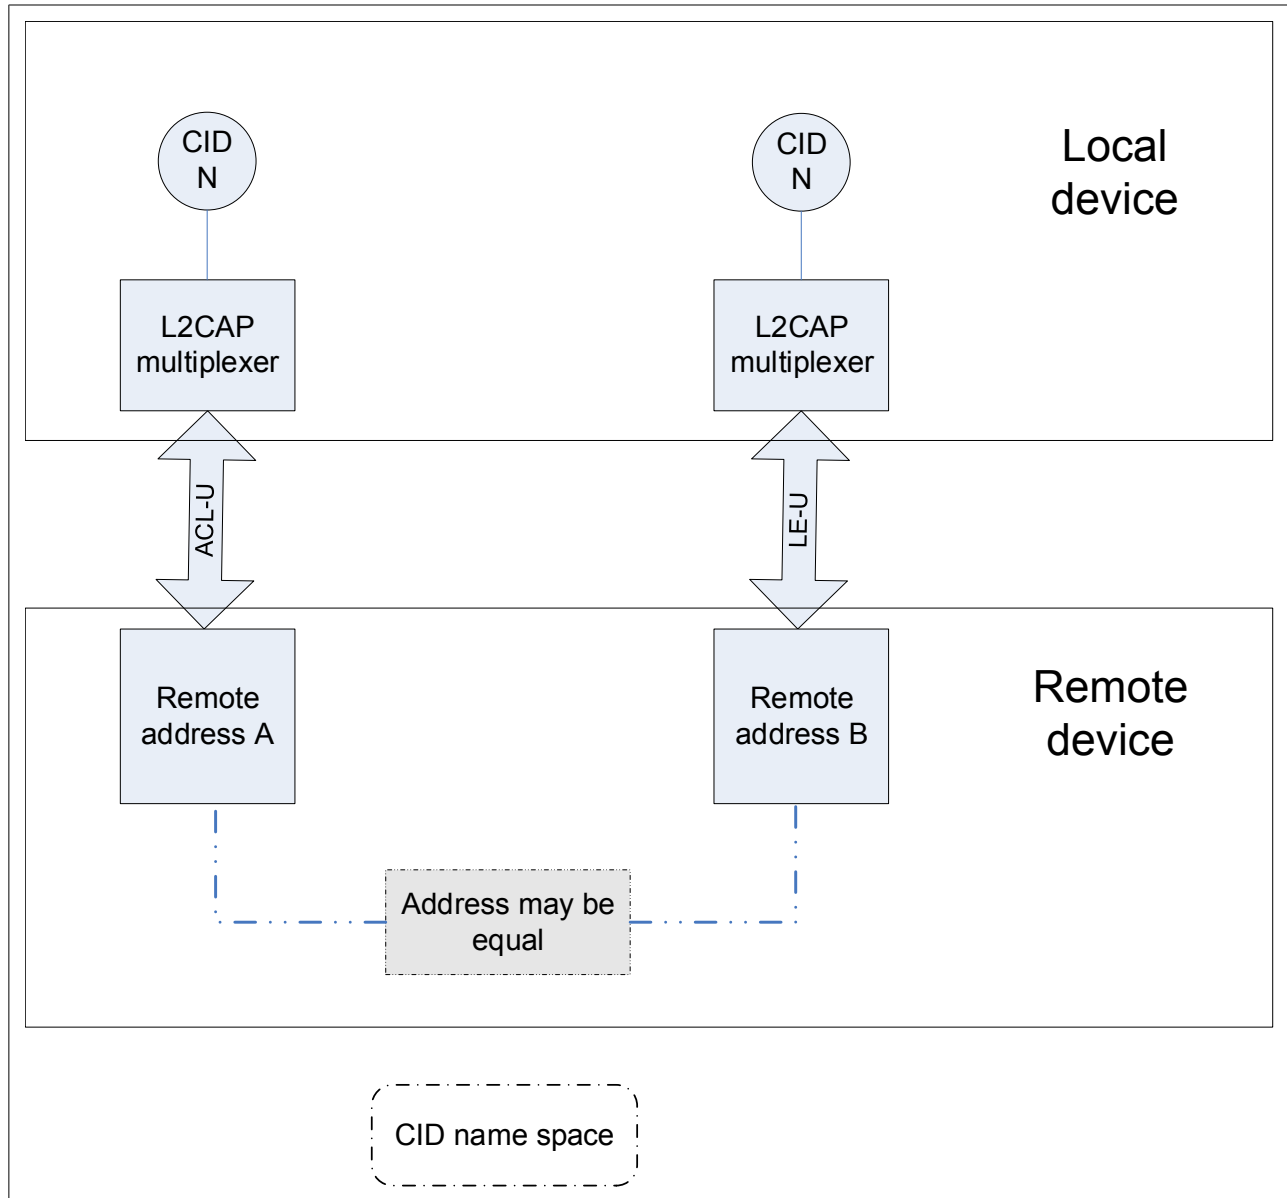 CID
N
CID
N
Local
device
L2CAP
multiplexer
L2CAP
multiplexer
ACL-U
LE-U
Remote
address A
Remote
address B
Remote
device
Address may be
equal
CID name space